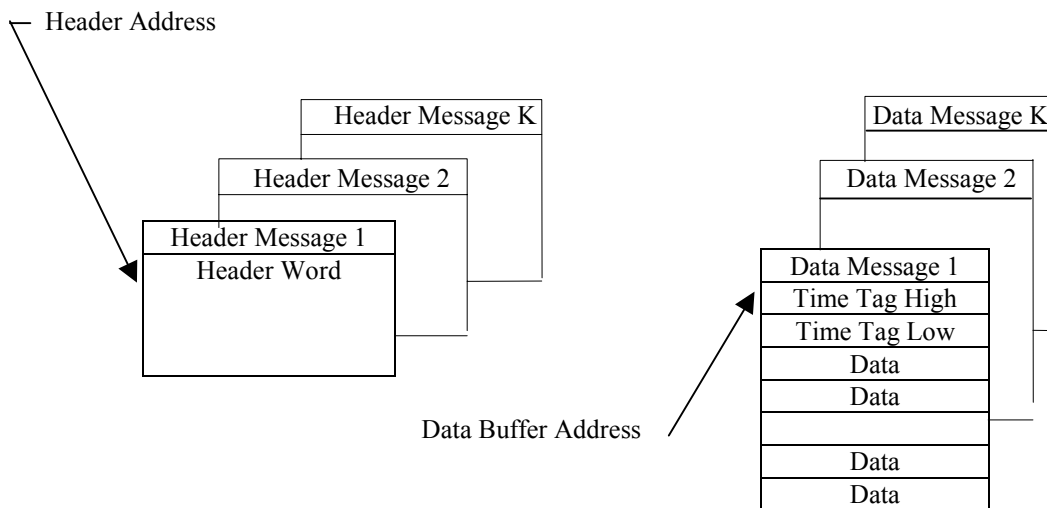 Header Address
Header Message K
Header Message 2
Header Message 1
Header Word
Data Message K
Data Message 2
Data Message 1
Time Tag High
Time Tag Low
Data
Data
Data Buffer Address
Data
Data